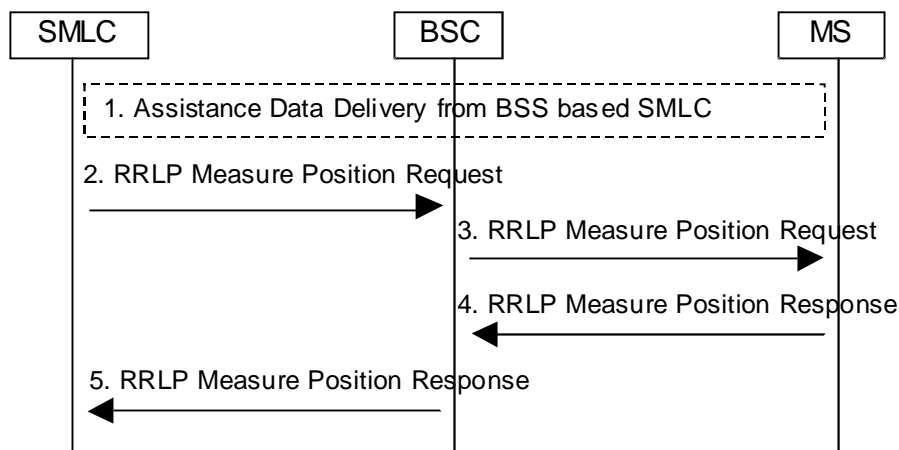 SMLC
BSC
MS
1. Assistance Data Delivery from BSS based SMLC
2. RRLP Measure Position Request
3. RRLP Measure Position Request
4. RRLP Measure Position Response
5. RRLP Measure Position Response